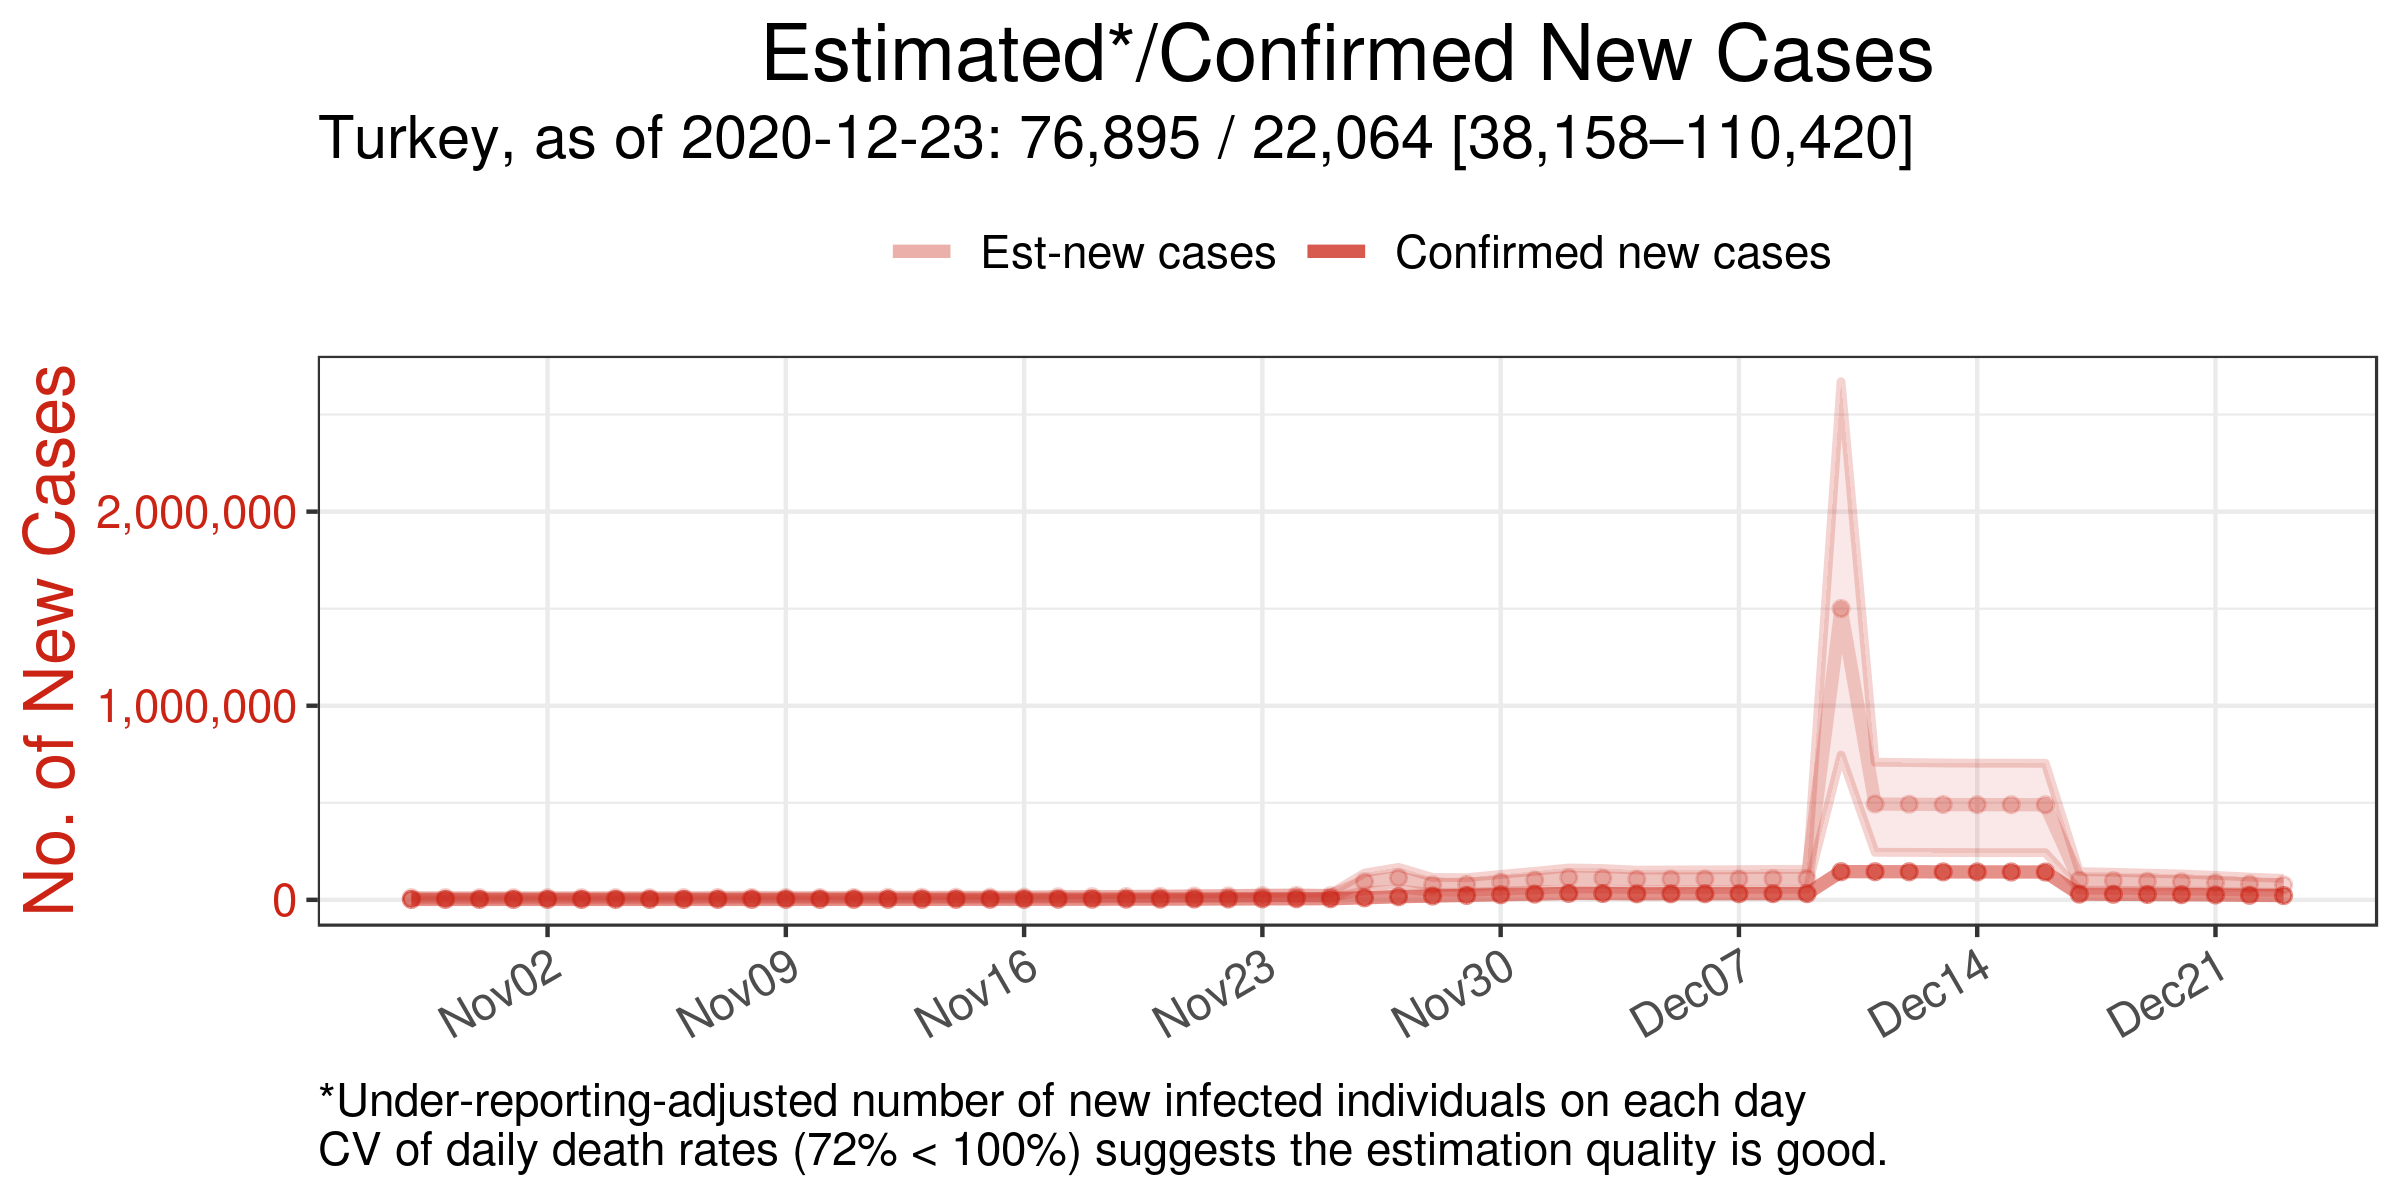 Estimated*/Confirmed New Cases
Turkey, as of 2020-12-23: 76,895 / 22,064 [38,158–110,420]
Est-new cases
Confirmed new cases
No. of New Cases
2,000,000
1,000,000
0
Nov02
Nov09
Nov16
Nov23
Nov30
Dec07
Dec14
Dec21
*Under-reporting-adjusted number of new infected individuals on each day
CV of daily death rates (72% < 100%) suggests the estimation quality is good.